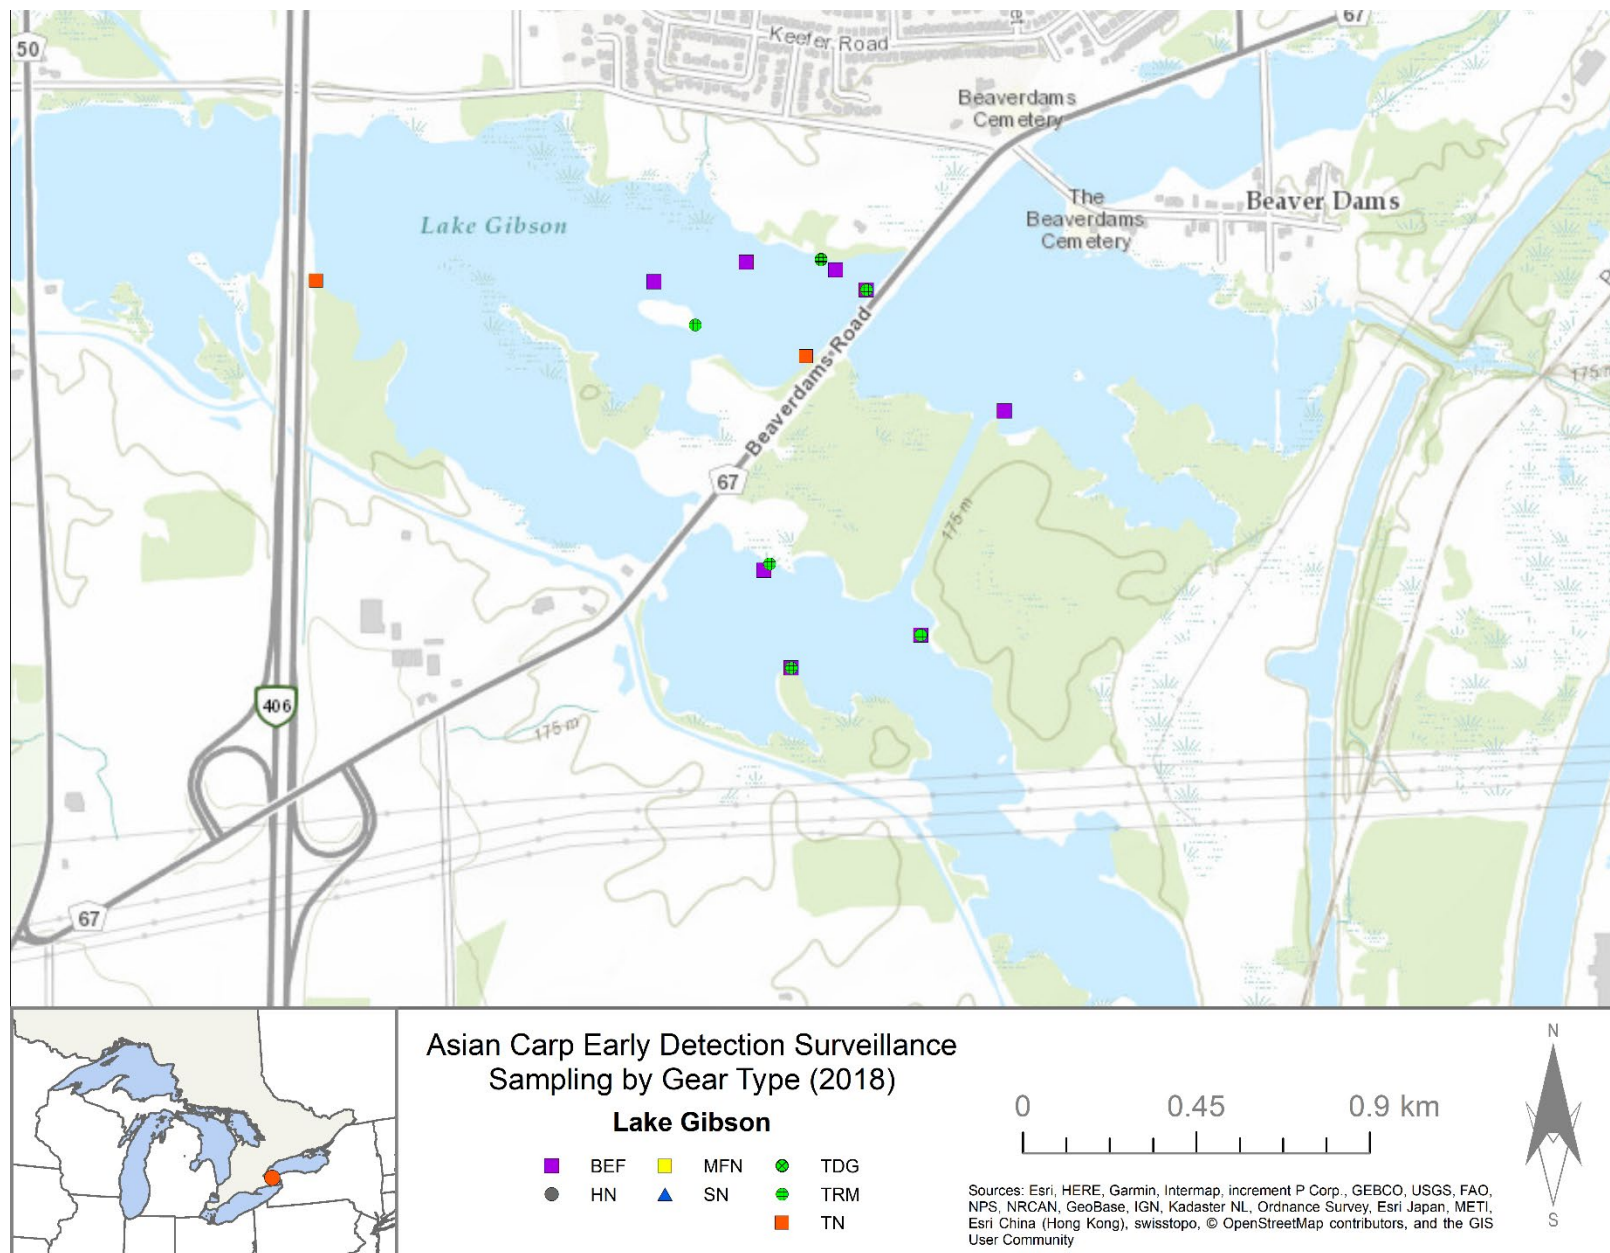 67
50
Keefer Road
Beaverdams
Cemetery
The
Beaverdams
Cemetery
Beaver Dams
Lake Gibson
Beaverdams Road
67
175 m
175 m
175 m
406
67
Asian Carp Early Detection Surveillance
Sampling by Gear Type (2018)
Lake Gibson
BEF MFN TDG
HN SN TRM
TN
0 0.45 0.9 km
N
S
Sources: Esri, HERE, Garmin, Intermap, increment P Corp., GEBCO, USGS, FAO,
NPS, NRCAN, GeoBase, IGN, Kadaster NL, Ordnance Survey, Esri Japan, METI,
Esri China (Hong Kong), swisstopo, © OpenStreetMap contributors, and the GIS
User Community